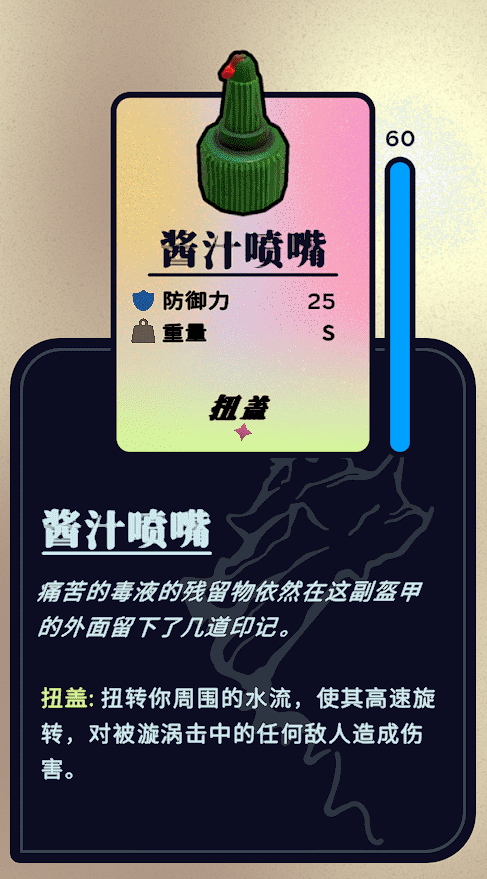 60
酱汁喷嘴
防御力 25
重量 S
扭盖
酱汁喷嘴
痛苦的毒液的残留物依然在这副盔甲
的外面留下了几道印记。
扭盖: 扭转你周围的水流，使其高速旋
转，对被漩涡击中的任何敌人造成伤
害。